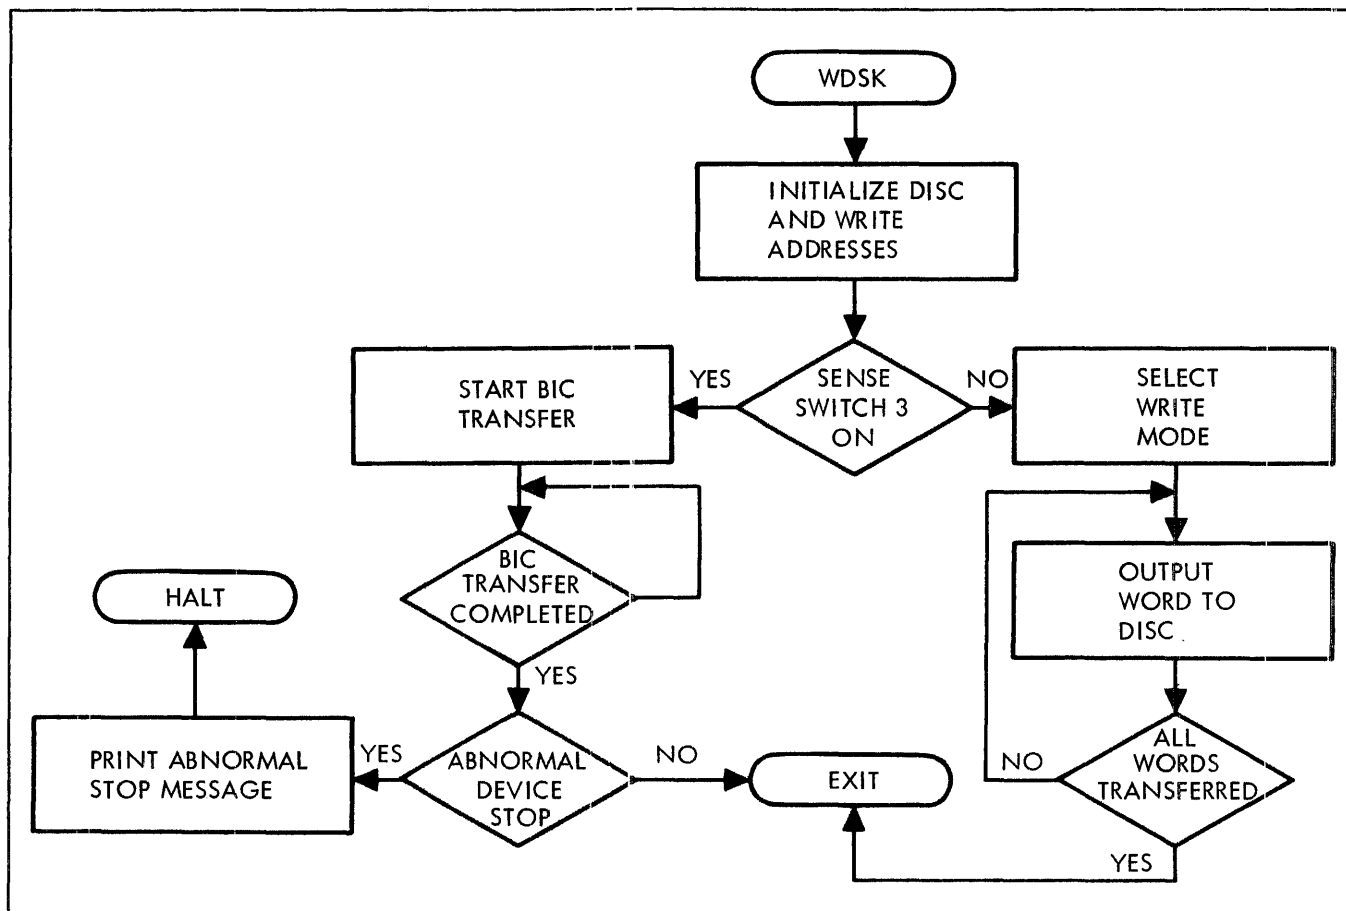 WDSK
INITIALIZE DISC
AND WRITE
ADDRESSES
START BIC
TRANSFER
YES
SENSE
SWITCH 3
ON
NO
SELECT
WRITE
MODE
BIC
TRANSFER
COMPLETED
HALT
OUTPUT
WORD TO
DISC
YES
PRINT ABNORMAL
STOP MESSAGE
YES
ABNORMAL
DEVICE
STOP
NO
EXIT
NO
ALL
WORDS
TRANSFERRED
YES